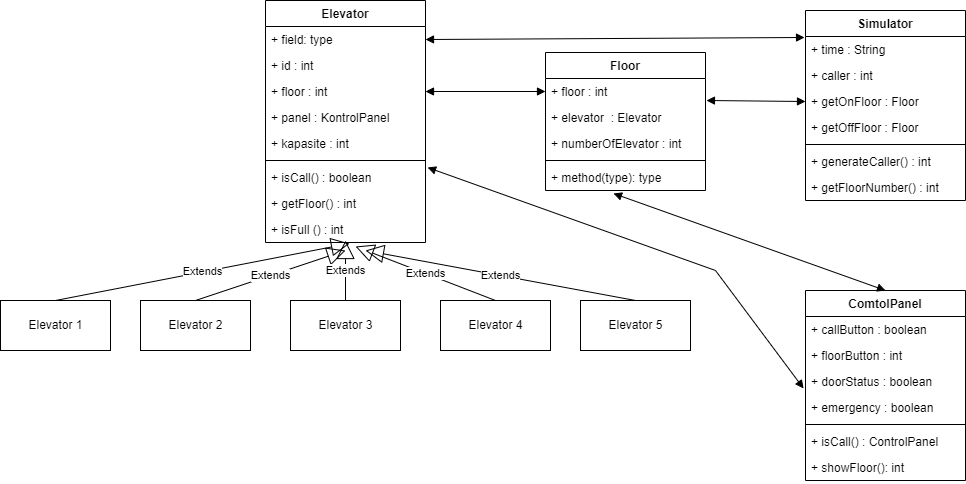 Elevator
+ field: type
+ id : int
+ floor : int
+ panel : KontrolPanel
+ kapasite : int
+ isCall() : boolean
+ getFloor() : int
+ isFull () : int
Floor
+ floor : int
+ elevator : Elevator
+ numberOfElevator : int
+ method(type): type
Simulator
+ time : String
+ caller : int
+ getOnFloor : Floor
+ getOffFloor : Floor
+ generateCaller() : int
+ getFloorNumber() : int
Extends
Extends
Extends
Extends
Extends
Elevator 1
Elevator 2
Elevator 3
Elevator 4
Elevator 5
ComtolPanel
+ callButton : boolean
+ floorButton : int
+ doorStatus : boolean
+ emergency : boolean
+ isCall() : ControlPanel
+ showFloor(): int